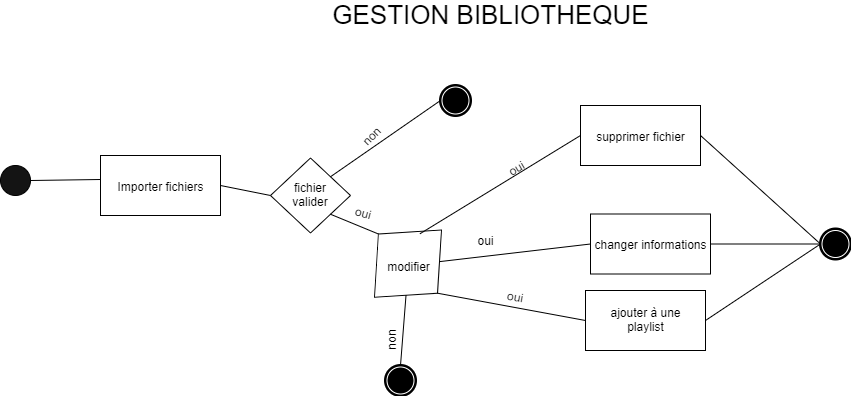 GESTION BIBLIOTHEQUE
non
supprimer fichier
oui
Importer fichiers
fichier
valider
oui
oui
changer informations
modifier
oui
ajouter à une
playlist
non